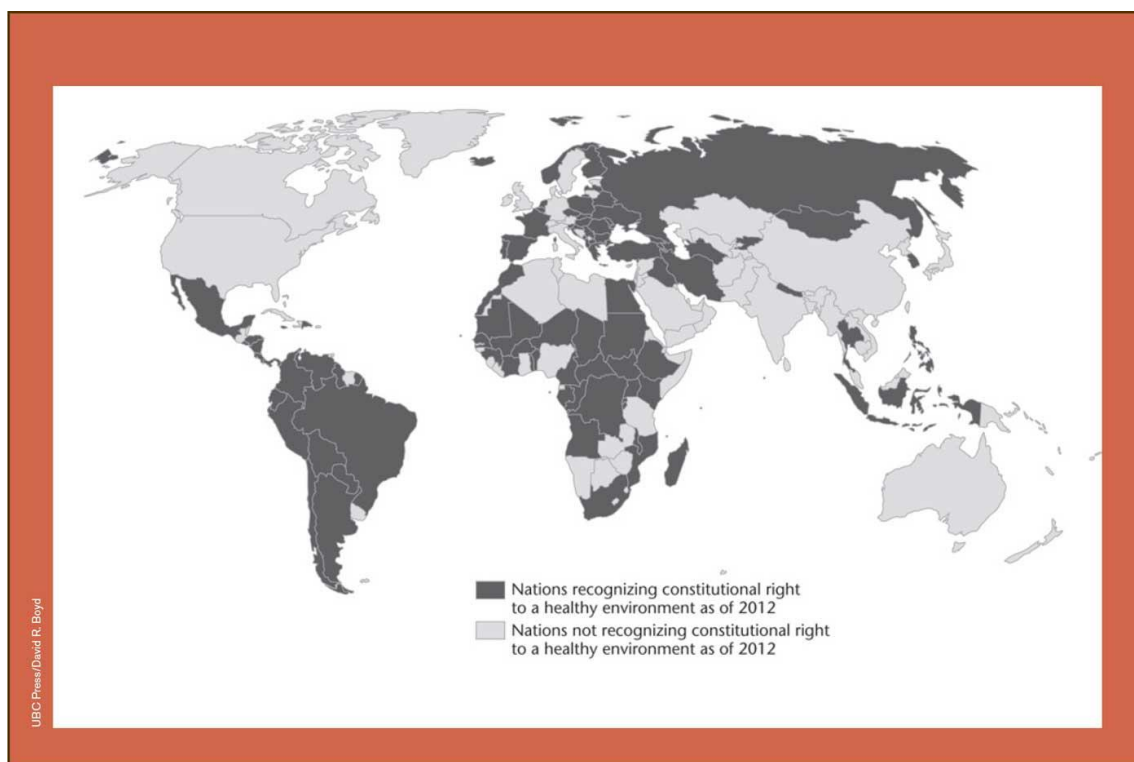 Nations recognizing constitutional right
to a healthy environment as of 2012
Nations not recognizing constitutional right
to a healthy environment as of 2012
UBC Press/David R. Boyd